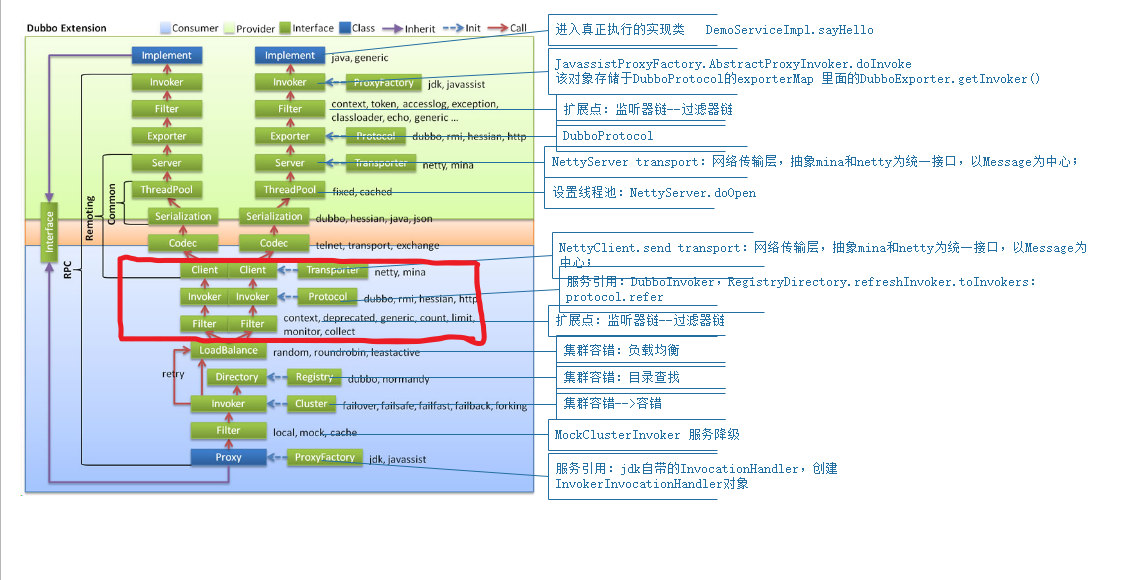 Dubbo Extension
Consumer Provider Interface Class Inherit Init Call
Implement Implement java, generic
进入真正执行的实现类 DemoServiceImpl.sayHello
Invoker Invoker ProxyFactory jdk, javassist
JavassistProxyFactory.AbstractProxyInvoker.doInvoke
该对象存储于DubboProtocol的exporterMap 里面的DubboExporter.getInvoker()
Filter Filter context, token, accesslog, exception,
classloader, echo, generic ...
扩展点：监听器链--过滤器链
Exporter Exporter Protocol dubbo, rmi, hessian, http
DubboProtocol
Server Server Transporter netty, mina
NettyServer transport：网络传输层，抽象mina和netty为统一接口，以Message为中心；
ThreadPool ThreadPool fixed, cached
设置线程池：NettyServer.doOpen
Serialization Serialization dubbo, hessian, java, json
Codec Codec telnet, transport, exchange
Interface
RPC
Remoting
Common
Client Client Transporter netty, mina
NettyClient.send transport：网络传输层，抽象mina和netty为统一接口，以Message为
中心；
Invoker Invoker Protocol dubbo, rmi, hessian, http
服务引用：DubboInvoker，RegistryDirectory.refreshInvoker.toInvokers：
protocol.refer
Filter Filter context, deprecated, generic, count, limit,
monitor, collect
扩展点：监听器链--过滤器链
LoadBalance random, roundrobin, leastactive
集群容错：负载均衡
retry
Directory Registry dubbo, normandy
集群容错：目录查找
Invoker Cluster failover, failsafe, failfast, failback, forking
集群容错-->容错
Filter local, mock, cache
MockClusterInvoker 服务降级
Proxy ProxyFactory jdk, javassist
服务引用：jdk自带的InvocationHandler，创建
InvokerInvocationHandler对象